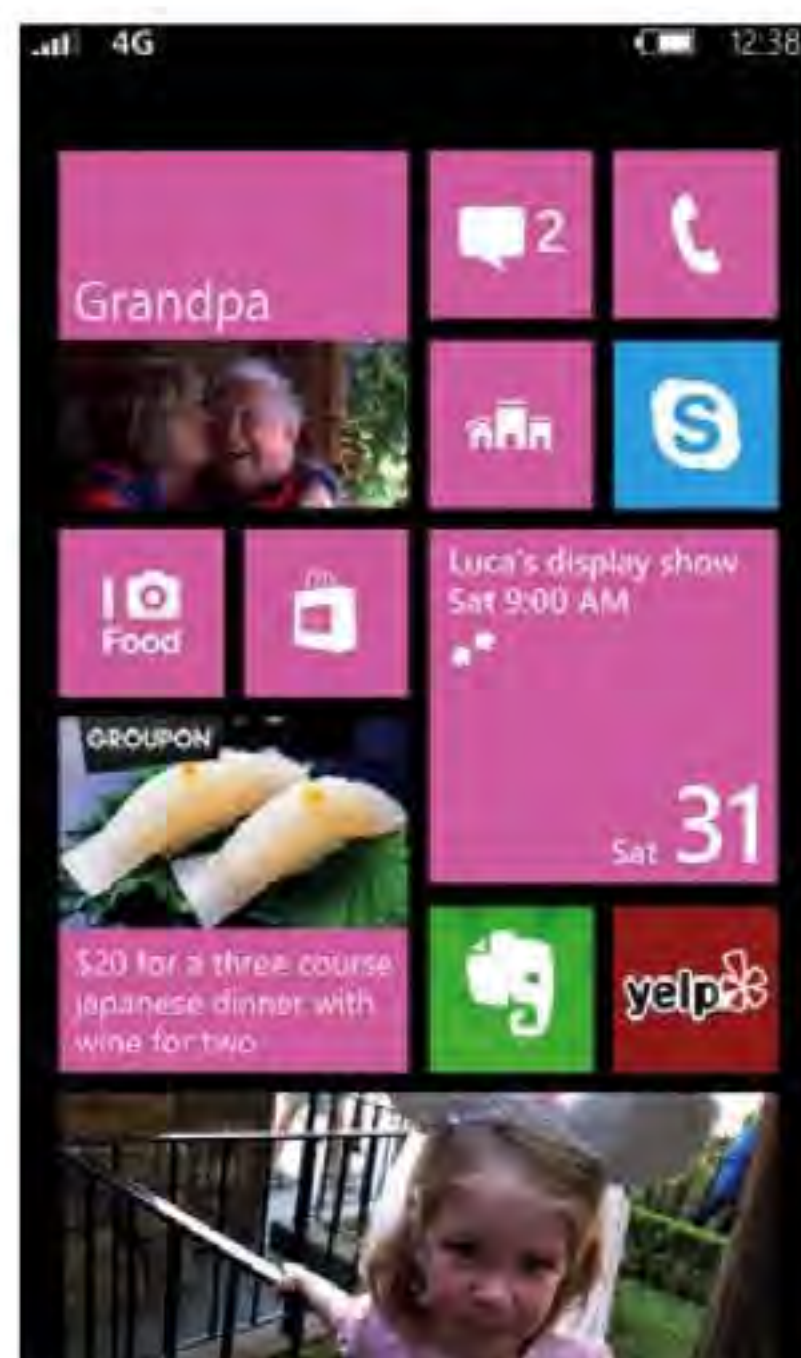 4G 12:38
Grandpa
2
S
Food
Luca's display show
Sat 9:00 AM
Sat 31
GROUPON
$20 for a three course
japanese dinner with
wine for two
yelp